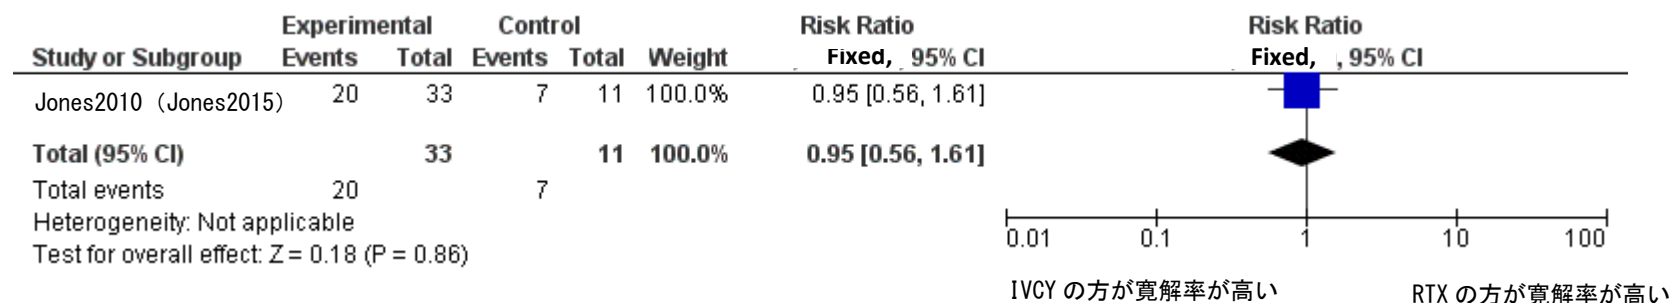 Experimental Control Risk Ratio Risk Ratio
Study or Subgroup Events Total Events Total Weight Fixed, 95% CI Fixed, , 95% CI
Jones2010 (Jones2015) 20 33 7 11 100.0% 0.95 [0.56, 1.61]
Total (95% CI) 33 11 100.0% 0.95 [0.56, 1.61]
Total events 20 7
Heterogeneity: Not applicable
Test for overall effect: Z = 0.18 (P = 0.86)
0.01 0.1 1 10 100
IVCY の方が寛解率が高い RTX の方が寛解率が高い